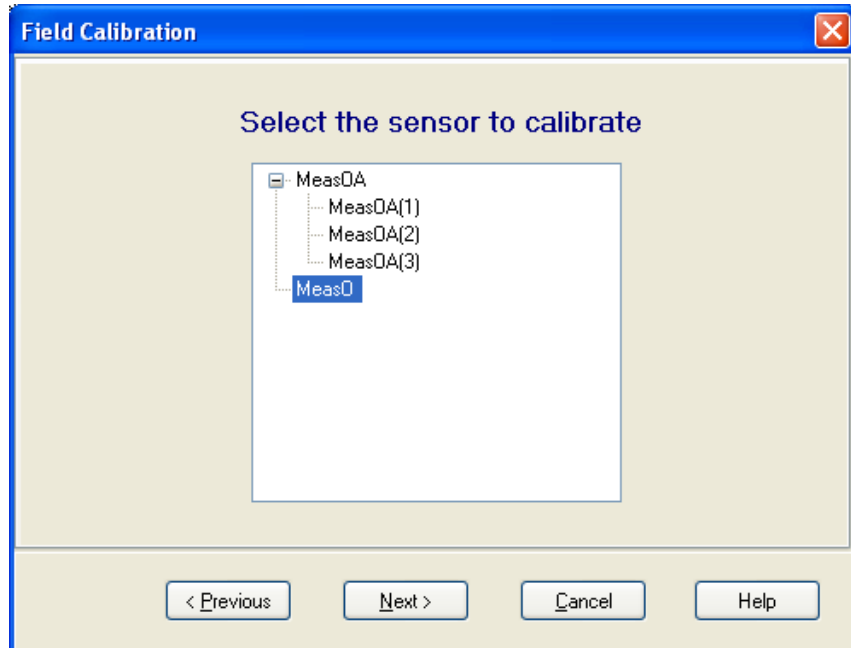 Field Calibration
Select the sensor to calibrate
MeasOA
MeasOA(1)
MeasOA(2)
MeasOA(3)
MeasO
< Previous Next > Cancel Help